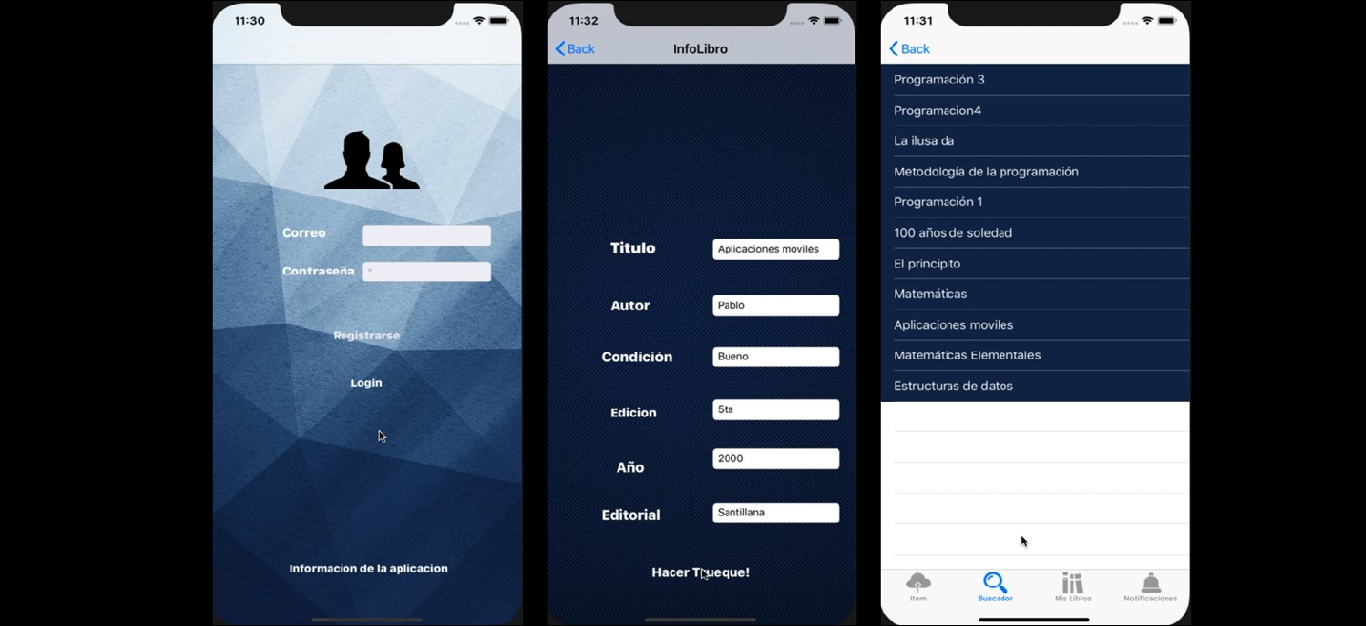 11:30
Correo
Contraseña
Registrarse
Login
Informacion de la aplicacion
11:32
Back
InfoLibro
Titulo
Aplicaciones moviles
Autor
Pablo
Condición
Bueno
Edicion
5ta
Año
2000
Editorial
Santillana
Hacer Trueque!
11:31
Back
Programación 3
Programacion4
La ilusa da
Metodología de la programación
Programación 1
100 años de soledad
El principito
Matemáticas
Aplicaciones moviles
Matemáticas Elementales
Estructuras de datos
Item
Buscador
Mis Libros
Notificaciones